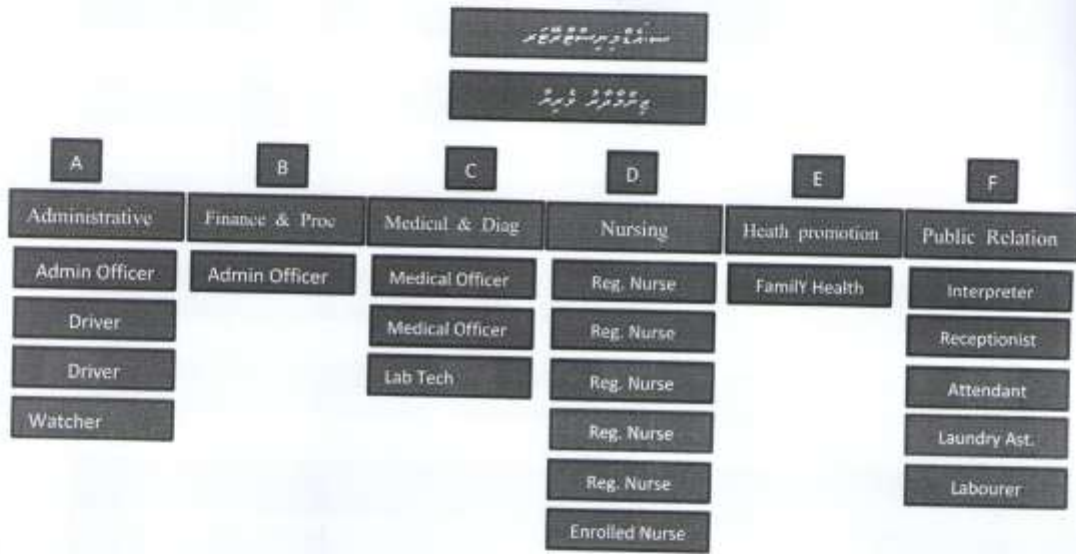 ސ.އެޑްމިނިސްޓްރޭޓަރ
ޒިންމާދާރު ވެރިޔާ
A
Administrative
Admin Officer
Driver
Driver
Watcher
B
Finance & Proc
Admin Officer
C
Medical & Diag
Medical Officer
Medical Officer
Lab Tech
D
Nursing
Reg. Nurse
Reg. Nurse
Reg. Nurse
Reg. Nurse
Reg. Nurse
Enrolled Nurse
E
Heath promotion
FamilY Health
F
Public Relation
Interpreter
Receptionist
Attendant
Laundry Ast.
Labourer